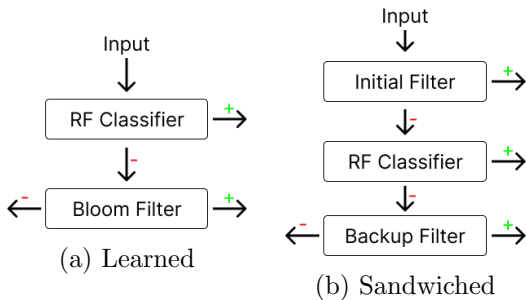 Input
RF Classifier
+
-
Bloom Filter
-
+
(a) Learned
Input
Initial Filter
+
-
RF Classifier
+
-
Backup Filter
-
+
(b) Sandwiched